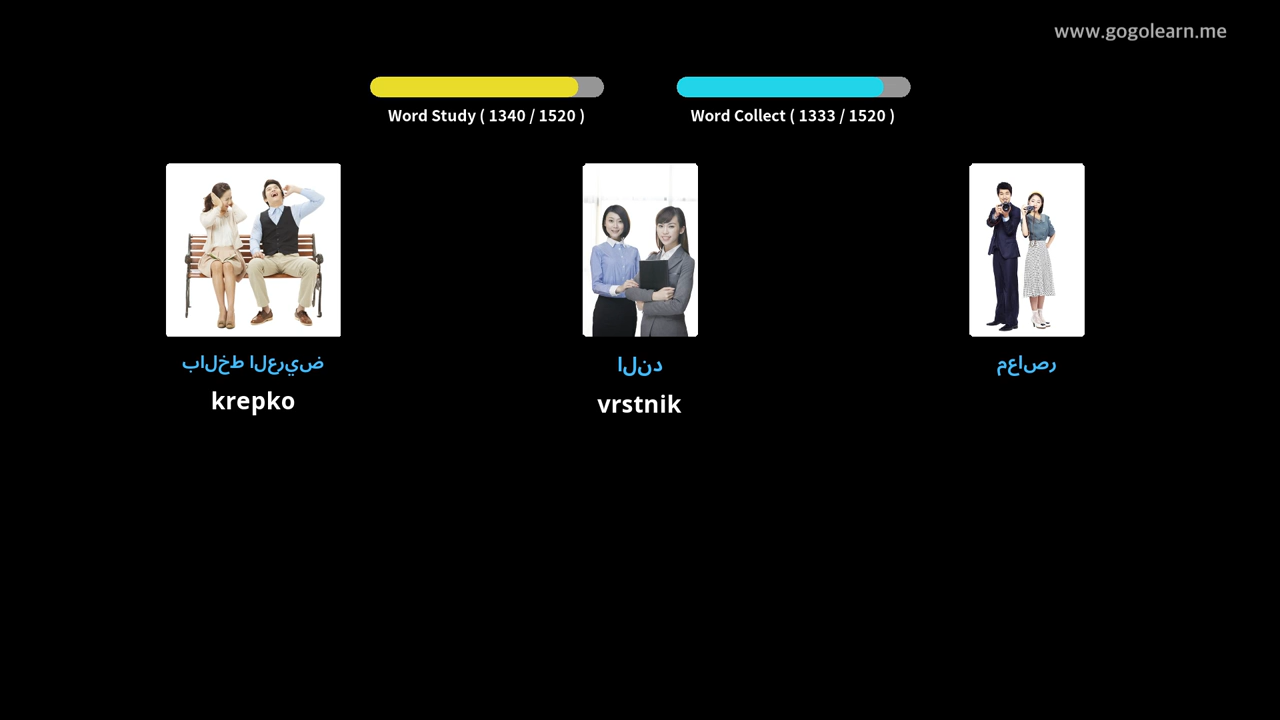 www.gogolearn.me
Word Study ( 1340 / 1520 )
Word Collect ( 1333 / 1520 )
بالخط العريض
الند
معاصر
krepko
vrstnik